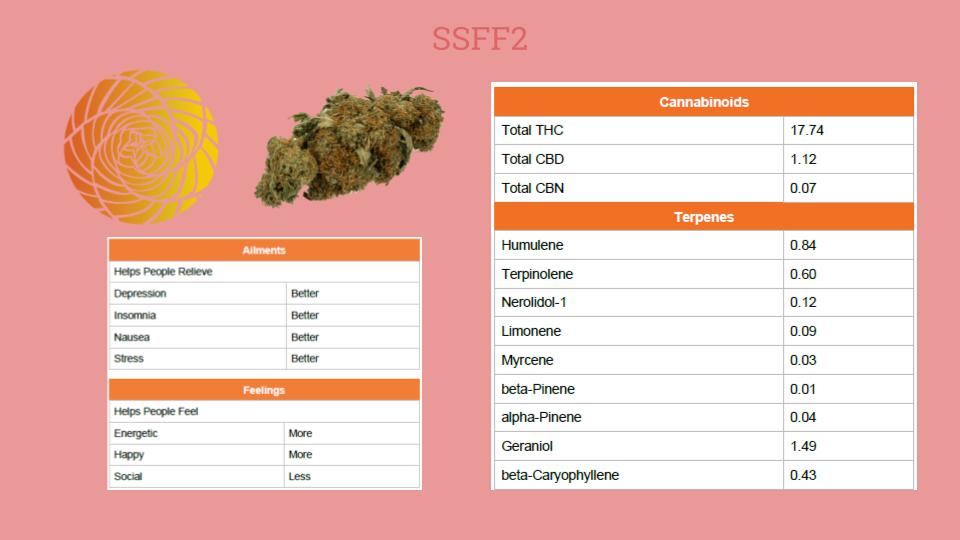 SSFF2
Ailments
Helps People Relieve
Depression Better
Insomnia Better
Nausea Better
Stress Better
Feelings
Helps People Feel
Energetic More
Happy More
Social Less
Cannabinoids
Total THC 17.74
Total CBD 1.12
Total CBN 0.07
Terpenes
Humulene 0.84
Terpinolene 0.60
Nerolidol-1 0.12
Limonene 0.09
Myrcene 0.03
beta-Pinene 0.01
alpha-Pinene 0.04
Geraniol 1.49
beta-Caryophyllene 0.43